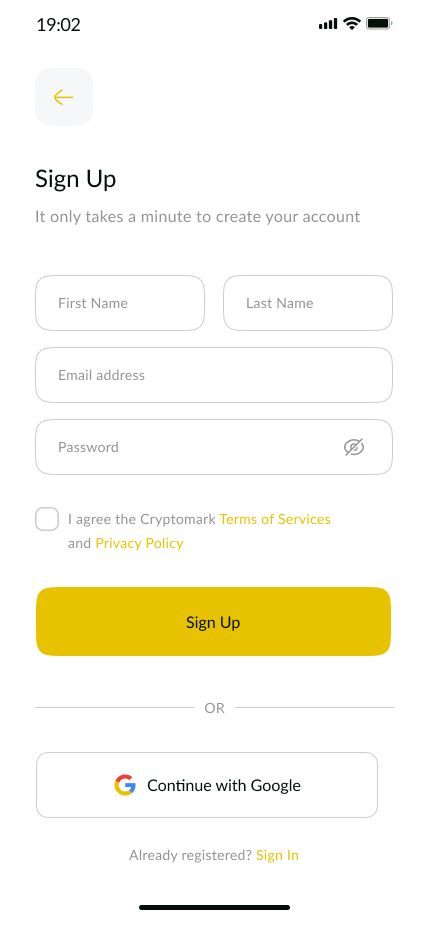 19:02
Sign Up
It only takes a minute to create your account
First Name
Last Name
Email address
Password
I agree the Cryptomark Terms of Services
and Privacy Policy
Sign Up
OR
Continue with Google
Already registered? Sign In